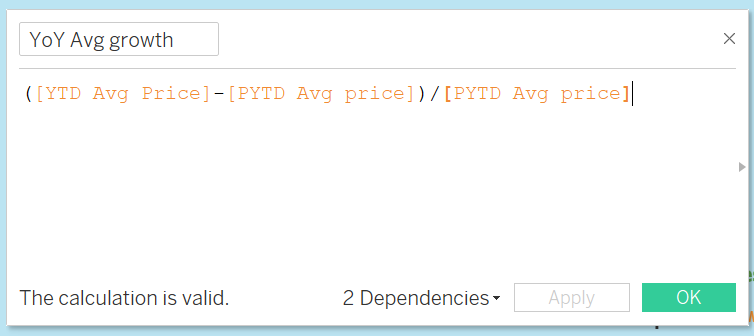 YoY Avg growth
([YTD Avg Price]-[PYTD Avg price])/[PYTD Avg price]
The calculation is valid.
2 Dependencies
Apply
OK